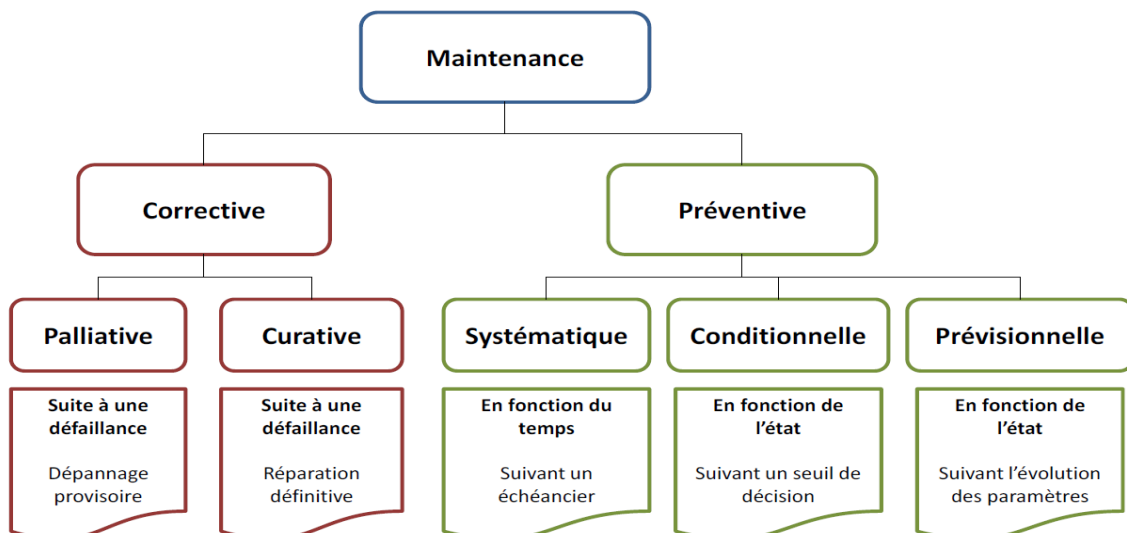 Maintenance
Corrective
Préventive
Palliative
Curative
Systématique
Conditionnelle
Prévisionnelle
Suite à une
défaillance
Dépannage
provisoire
Suite à une
défaillance
Réparation
définitive
En fonction du
temps
Suivant un
échéancier
En fonction de
l'état
Suivant un seuil de
décision
En fonction de
l'état
Suivant l'évolution
des paramètres